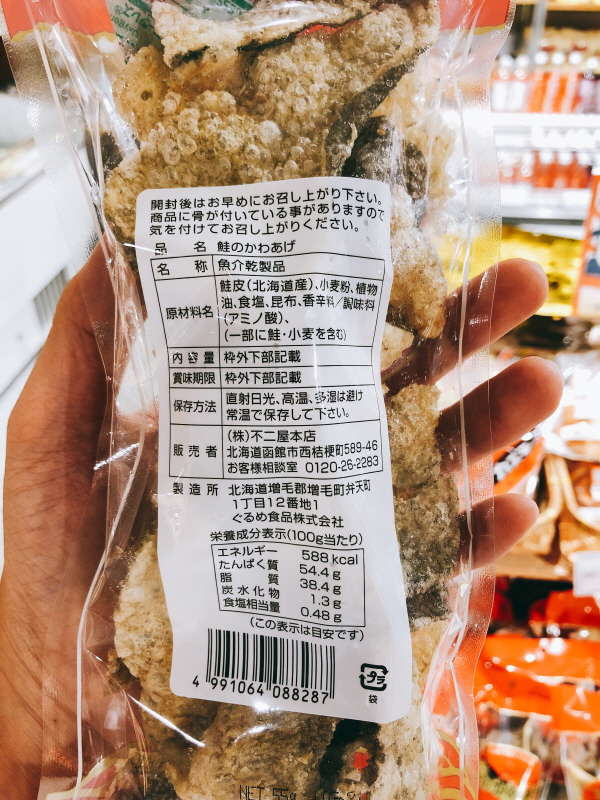 開封後はお早めにお召し上がり下さい。
商品に骨が付いている事がありますので
気を付けてお召し上がりください。
品 名 鮭のかわあげ
名 称 魚介乾製品
原材料名 鮭皮(北海道産)、小麦粉、植物
油、食塩、昆布、香辛料/調味料
(アミノ酸)、
(一部に鮭・小麦を含む)
内容量 枠外下部記載
賞味期限 枠外下部記載
保存方法 直射日光、高温、多湿は避け
常温で保存して下さい。
販売者 (株)不二屋本店
北海道函館市西桔梗町589-46
お客様相談室 0120-26-2283
製造所 北海道増毛郡増毛町弁天町
1丁目12番地1
ぐるめ食品株式会社
栄養成分表示(100g当たり)
エネルギー 588 kcal
たんぱく質 54.4 g
脂 質 38.4 g
炭水化物 1.3 g
食塩相当量 0.48 g
(この表示は目安です)
4 991064 088287
プラ
袋
NET 55g